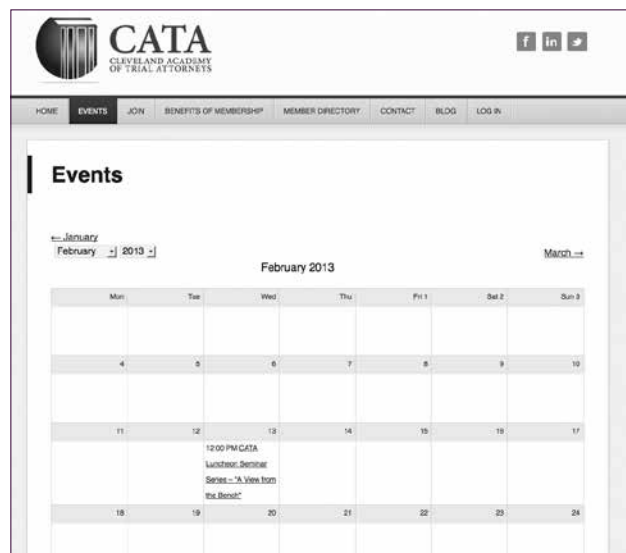 CATA
CLEVELAND ACADEMY
OF TRIAL ATTORNEYS
f in
HOME EVENTS JOIN BENEFITS OF MEMBERSHIP MEMBER DIRECTORY CONTACT BLOG LOG IN
Events
← January
February 2013
March →
February 2013
Mon Tue Wed Thu Fri 1 Sat 2 Sun 3
4 5 6 7 8 9 10
11 12 13 14 15 16 17
12:00 PM CATA
Luncheon Seminar
Series – "A View from
the Bench"
18 19 20 21 22 23 24